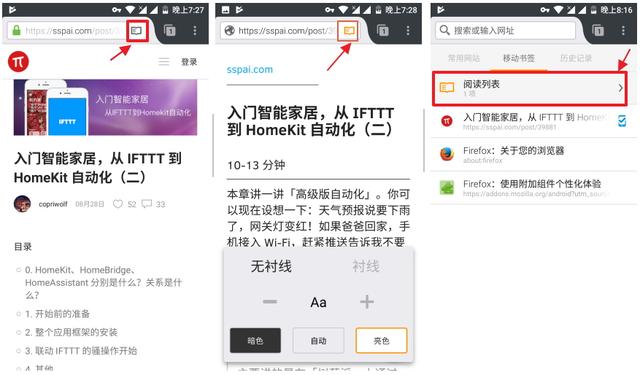 晚上7:27
https://sspai.com/post/3
1
登录
入门智能家居
从IFTTT到HomeKit自动化
IFTTT
入门智能家居，从 IFTTT 到
HomeKit 自动化（二）
copriwolf 08月28日 52 33
目录
0. HomeKit、HomeBridge、
HomeAssistant 分别是什么？关系是什
么？
1. 开始前的准备
2. 整个应用框架的安装
3. 联动 IFTTT 的骚操作开始
4. 其他
晚上7:28
https://sspai.com/post/39
1
sspai.com
入门智能家居，从 IFTTT
到 HomeKit 自动化（二）
10-13 分钟
本章讲一讲「高级版自动化」。你可
以现在设想一下：天气预报说要下雨
了，网关灯变红！如果爸爸回家，手
机接入 Wi-Fi，赶紧推送告诉我不要
无衬线 衬线
Aa
暗色 自动 亮色
晚上8:16
搜索或输入网址
1
常用网站 移动书签 历史记录
阅读列表
1 项
入门智能家居，从 IFTTT 到 HomeK
https://sspai.com/post/39881
Firefox：关于您的浏览器
about:firefox
Firefox：使用附加组件个性化体验
https://addons.mozilla.org/android?utm_sour